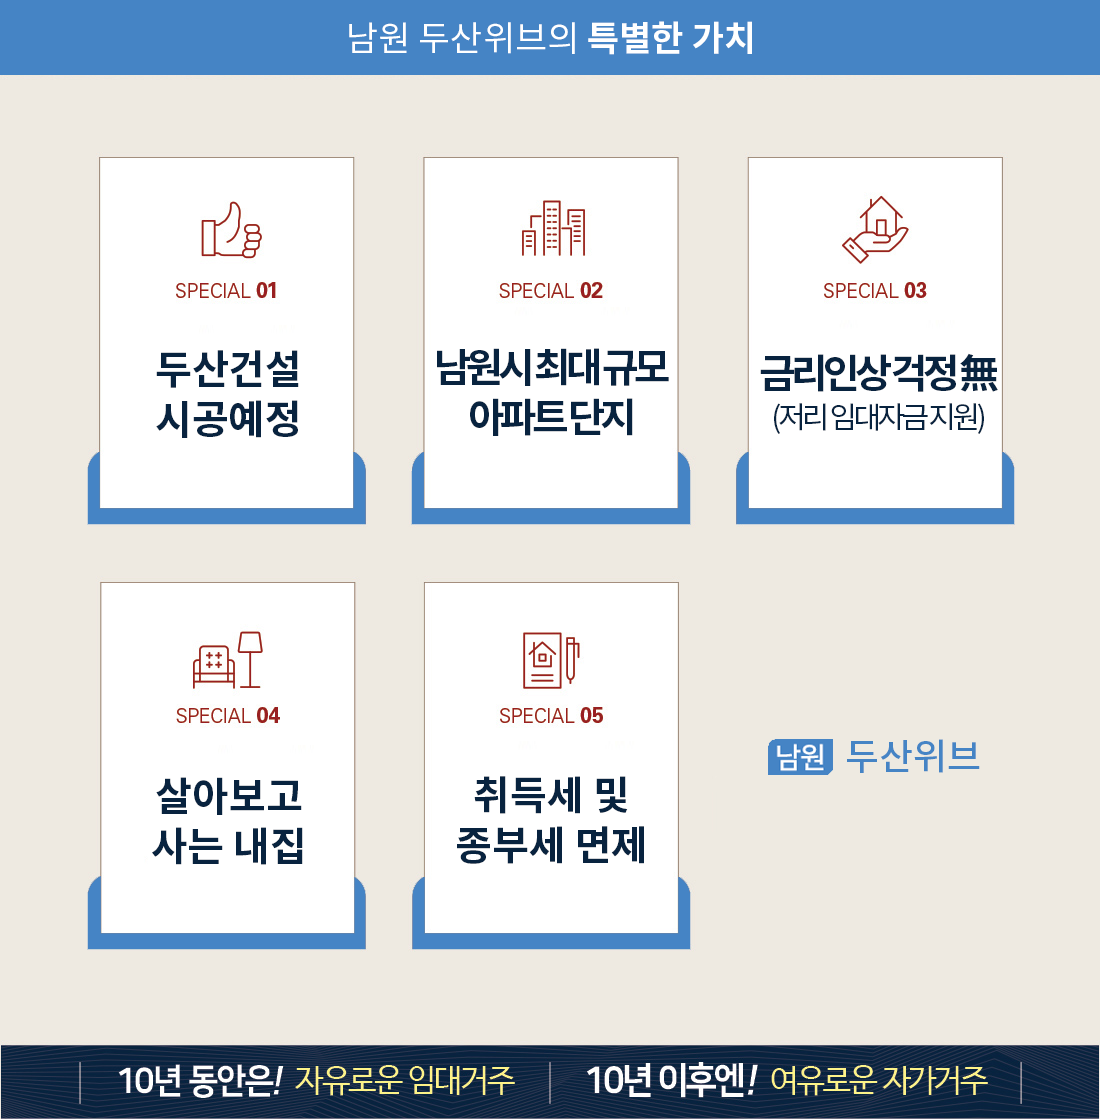 남원 두산위브의 특별한 가치
SPECIAL 01
두산건설
시공예정
SPECIAL 02
남원시 최대 규모
아파트 단지
SPECIAL 03
금리인상 걱정 無
(저리 임대자금 지원)
SPECIAL 04
살아보고
사는 내집
SPECIAL 05
취득세 및
종부세 면제
남원 두산위브
10년 동안은! 자유로운 임대거주
10년 이후엔! 여유로운 자가거주